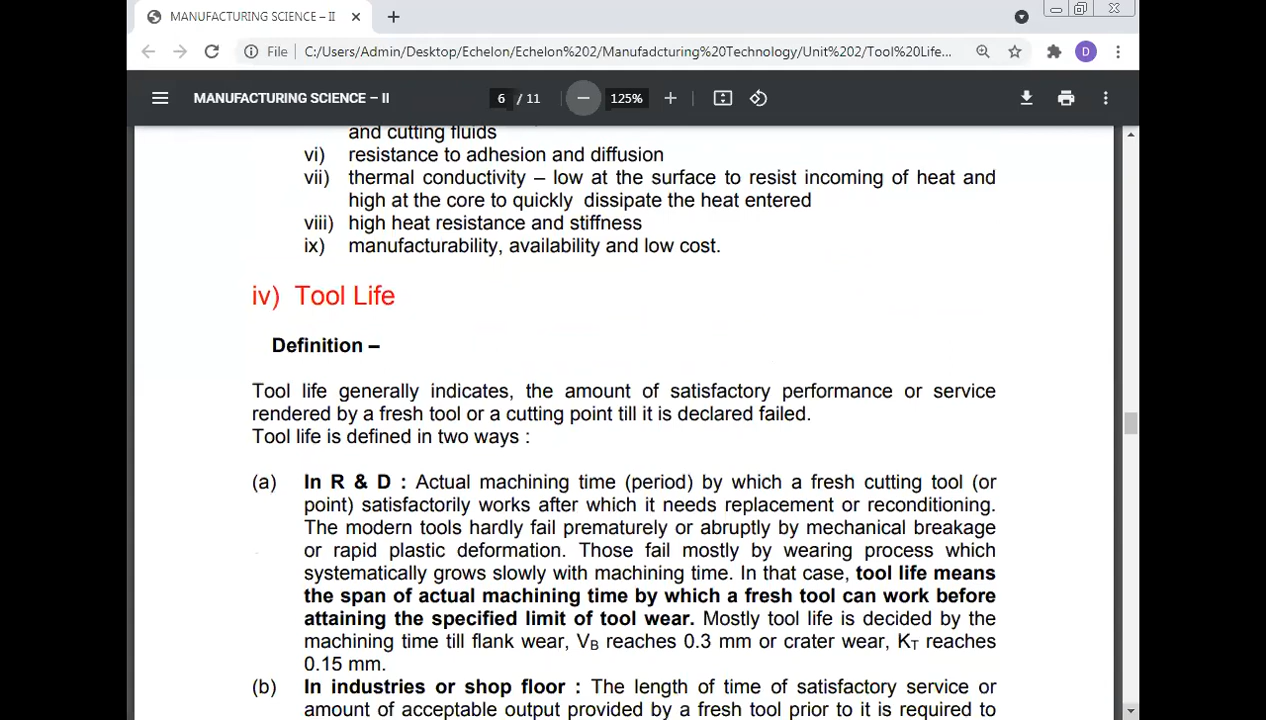 MANUFACTURING SCIENCE – II
File C:/Users/Admin/Desktop/Echelon/Echelon%202/Manufadcturing%20Technology/Unit%202/Tool%20Life...
D
MANUFACTURING SCIENCE – II 6 / 11 125%
and cutting fluids
vi) resistance to adhesion and diffusion
vii) thermal conductivity – low at the surface to resist incoming of heat and
high at the core to quickly dissipate the heat entered
viii) high heat resistance and stiffness
ix) manufacturability, availability and low cost.
iv) Tool Life
Definition –
Tool life generally indicates, the amount of satisfactory performance or service
rendered by a fresh tool or a cutting point till it is declared failed.
Tool life is defined in two ways :
(a) In R & D : Actual machining time (period) by which a fresh cutting tool (or
point) satisfactorily works after which it needs replacement or reconditioning.
The modern tools hardly fail prematurely or abruptly by mechanical breakage
or rapid plastic deformation. Those fail mostly by wearing process which
systematically grows slowly with machining time. In that case, tool life means
the span of actual machining time by which a fresh tool can work before
attaining the specified limit of tool wear. Mostly tool life is decided by the
machining time till flank wear, VB reaches 0.3 mm or crater wear, KT reaches
0.15 mm.
(b) In industries or shop floor : The length of time of satisfactory service or
amount of acceptable output provided by a fresh tool prior to it is required to